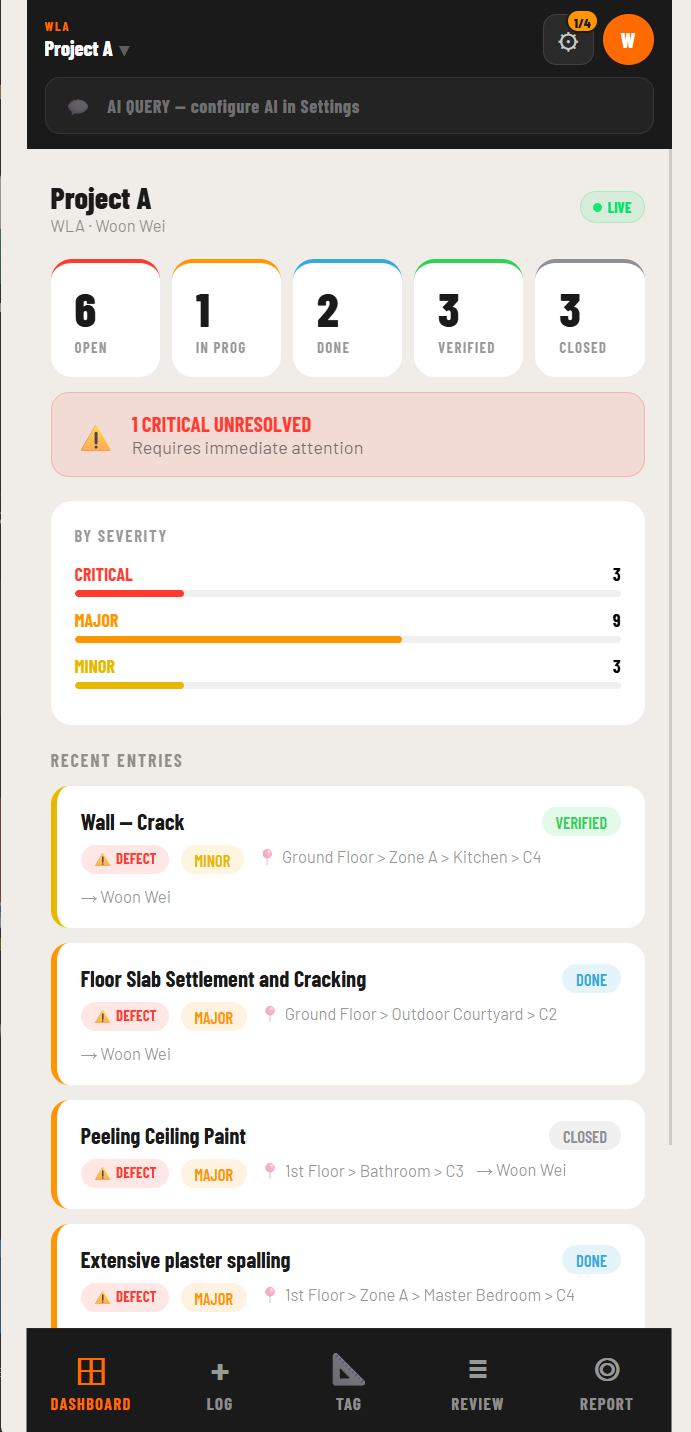 WLA
Project A ▼
1/4
W
AI QUERY — configure AI in Settings
Project A
LIVE
WLA · Woon Wei
6
OPEN
1
IN PROG
2
DONE
3
VERIFIED
3
CLOSED
1 CRITICAL UNRESOLVED
Requires immediate attention
BY SEVERITY
CRITICAL 3
MAJOR 9
MINOR 3
RECENT ENTRIES
Wall — Crack VERIFIED
DEFECT MINOR Ground Floor > Zone A > Kitchen > C4
→ Woon Wei
Floor Slab Settlement and Cracking DONE
DEFECT MAJOR Ground Floor > Outdoor Courtyard > C2
→ Woon Wei
Peeling Ceiling Paint CLOSED
DEFECT MAJOR 1st Floor > Bathroom > C3 → Woon Wei
Extensive plaster spalling DONE
DEFECT MAJOR 1st Floor > Zone A > Master Bedroom > C4
DASHBOARD LOG TAG REVIEW REPORT